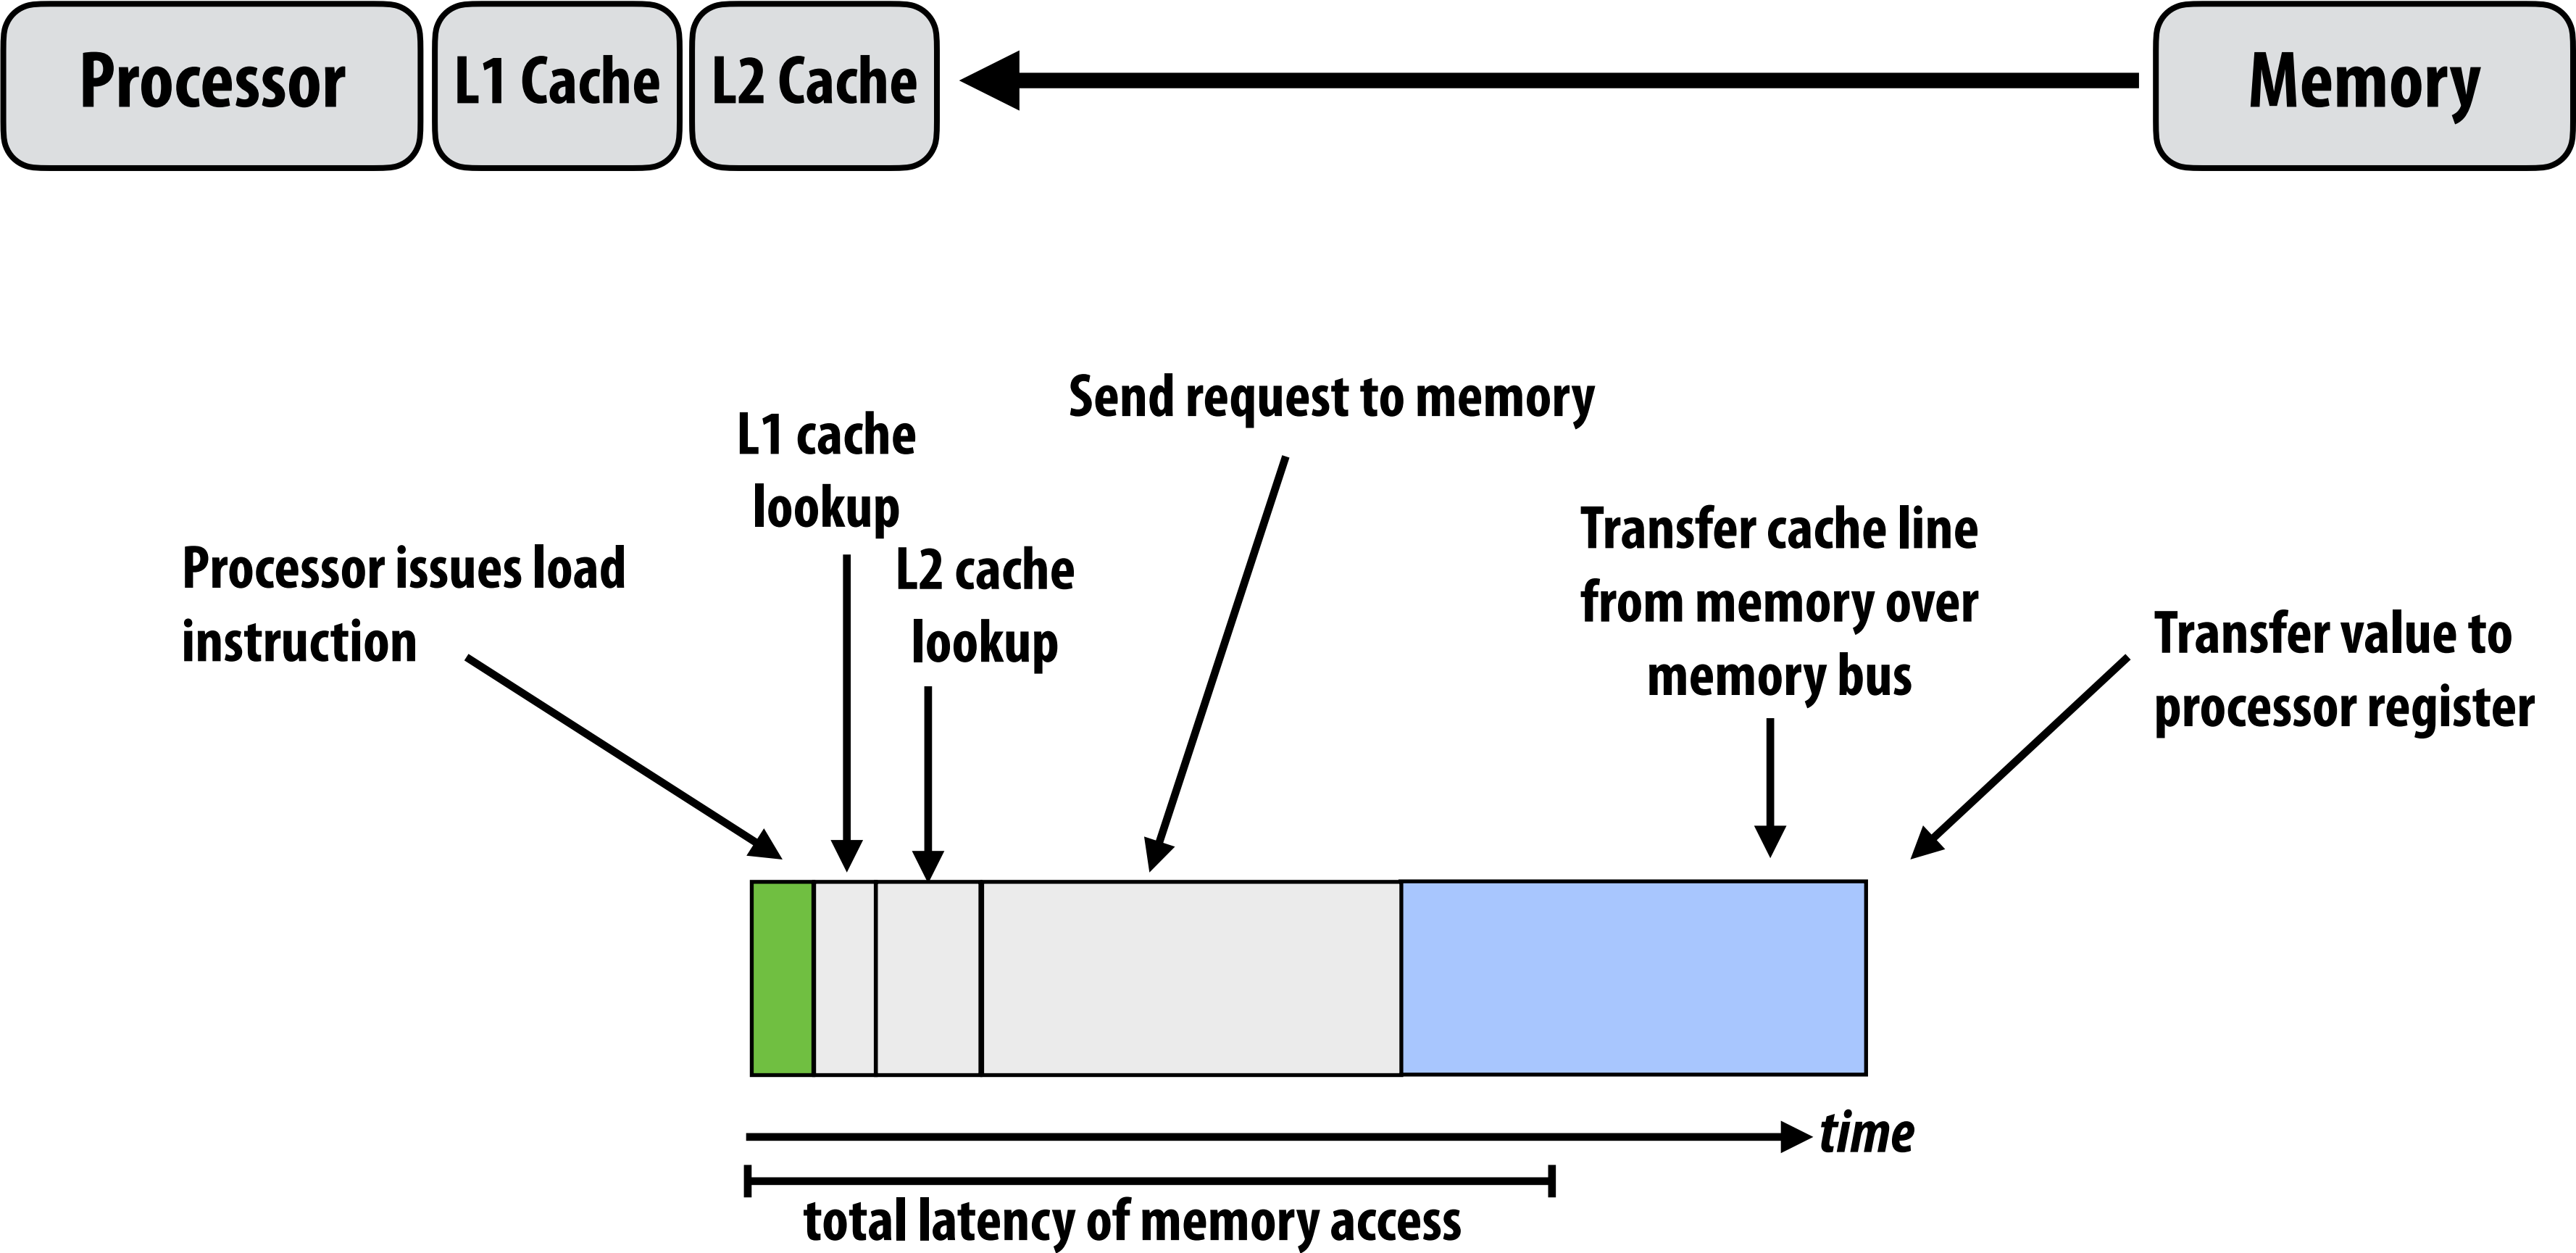 Processor
L1 Cache
L2 Cache
Memory
Send request to memory
L1 cache
lookup
Processor issues load
instruction
L2 cache
lookup
Transfer cache line
from memory over
memory bus
Transfer value to
processor register
time
total latency of memory access